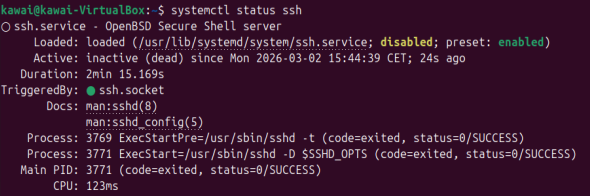 kawai@kawai-VirtualBox:~$ systemctl status ssh
○ ssh.service - OpenBSD Secure Shell server
Loaded: loaded (/usr/lib/systemd/system/ssh.service; disabled; preset: enabled)
Active: inactive (dead) since Mon 2026-03-02 15:44:39 CET; 24s ago
Duration: 2min 15.169s
TriggeredBy: ● ssh.socket
Docs: man:sshd(8)
man:sshd_config(5)
Process: 3769 ExecStartPre=/usr/sbin/sshd -t (code=exited, status=0/SUCCESS)
Process: 3771 ExecStart=/usr/sbin/sshd -D $SSHD_OPTS (code=exited, status=0/SUCCESS)
Main PID: 3771 (code=exited, status=0/SUCCESS)
CPU: 123ms